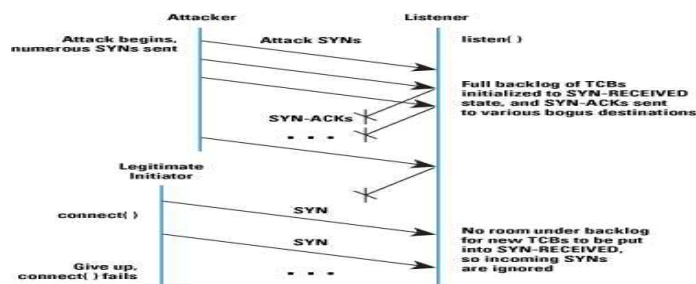 Attacker
Listener
Attack begins,
numerous SYNs sent
Attack SYNs
listen( )
Full backlog of TCBs
initialized to SYN-RECEIVED
state, and SYN-ACKs sent
to various bogus destinations
SYN-ACKs
• • •
Legitimate
Initiator
connect( )
SYN
SYN
No room under backlog
for new TCBs to be put
into SYN-RECEIVED,
so incoming SYNs
are ignored
Give up,
connect( ) fails
• • •